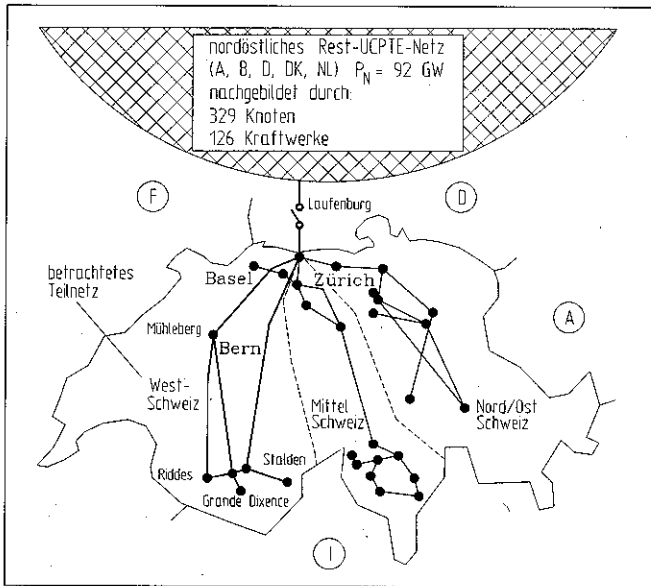 nordöstliches Rest-UCPTE-Netz
(A, B, D, DK, NL) P_N = 92 GW
nachgebildet durch:
329 Knoten
126 Kraftwerke
F
D
Laufenburg
betrachtetes
Teilnetz
Basel
Zürich
A
Mühleberg
Bern
West-
Schweiz
Mittel
Schweiz
Nord/Ost
Schweiz
Riddes
Stalden
Grande Dixence
I